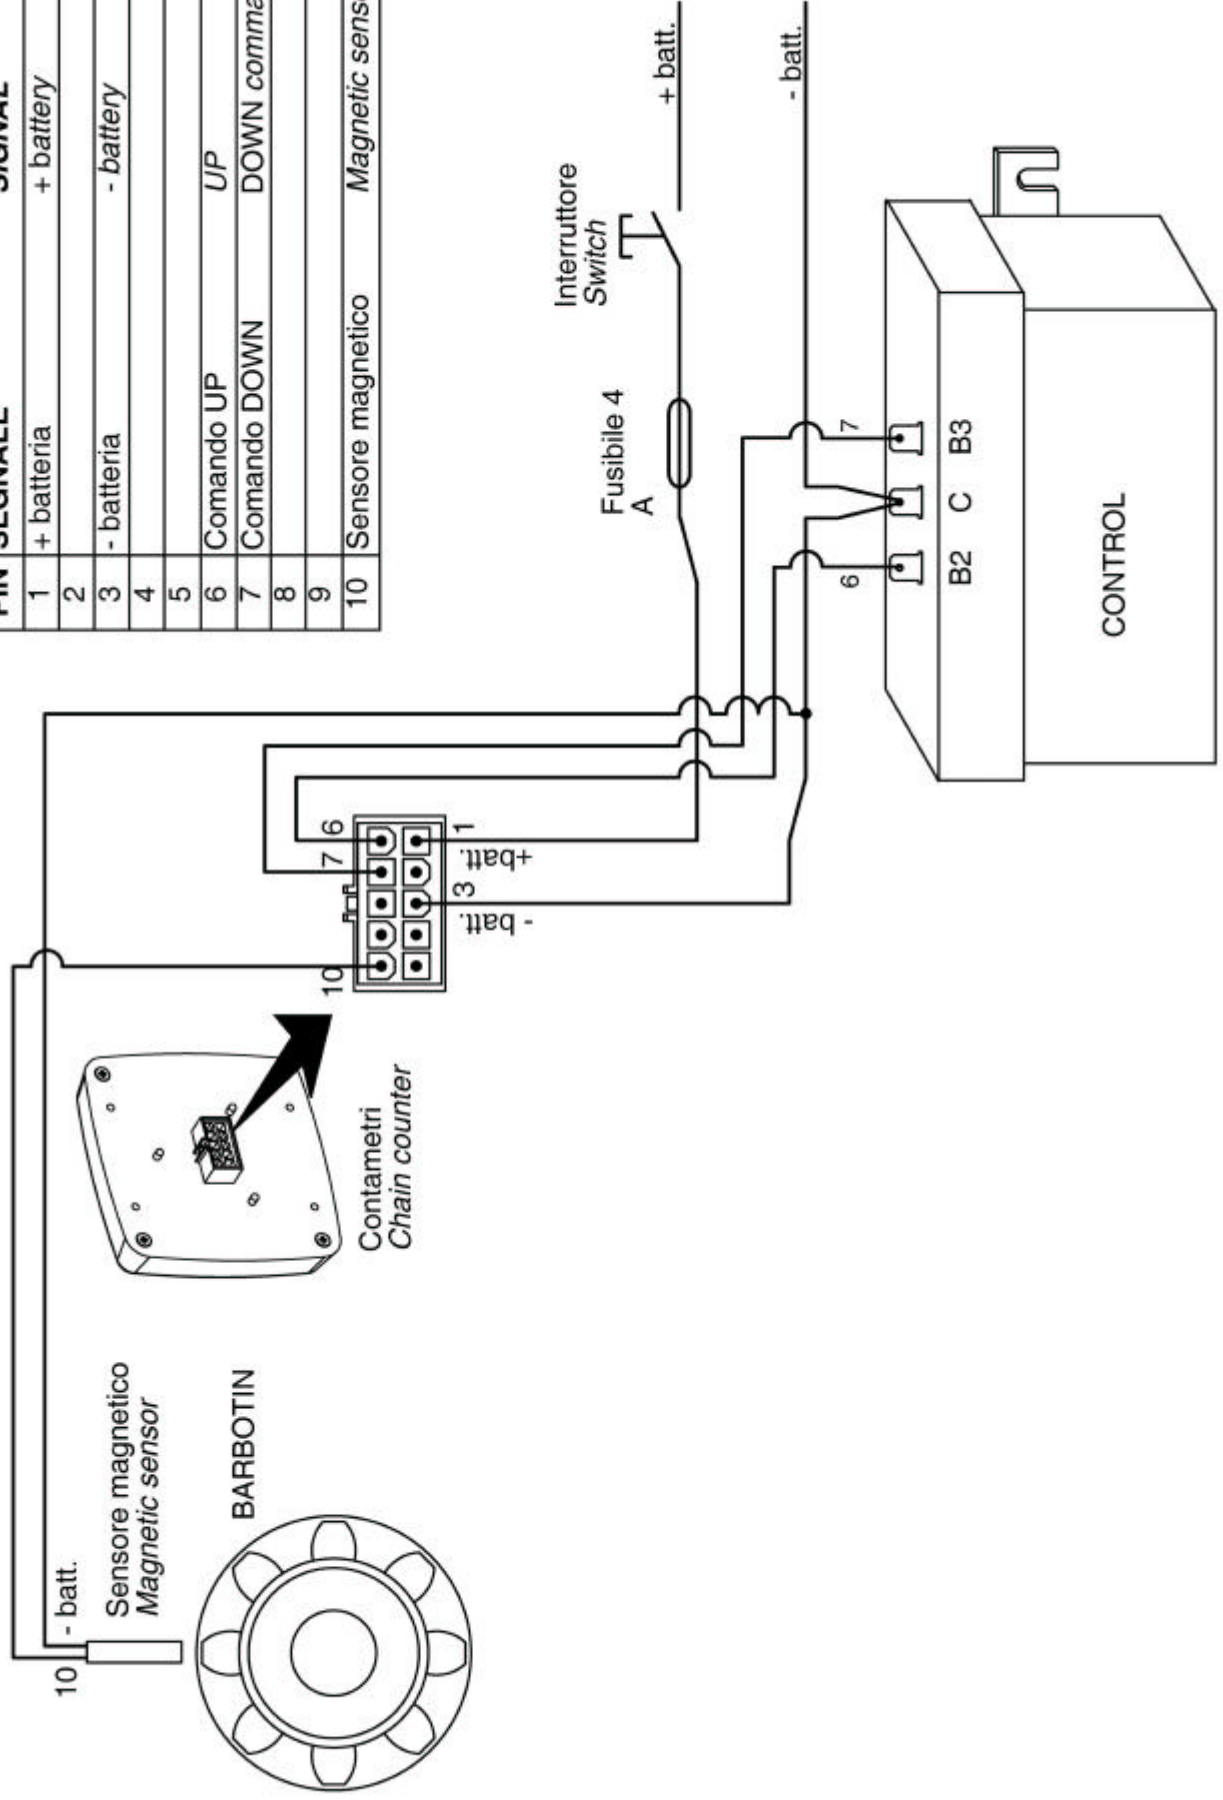 PIN SEGNALE SIGNAL
1 + batteria + battery
2
3 - batteria - battery
4
5
6 Comando UP UP
7 Comando DOWN DOWN
8
9
10 Sensore magnetico Magnetic
+ batt.
- batt.
Interruttore
Switch
Fusibile 4
A
7
6
B2 C B3
CONTROL
6
7
10
1
+batt.
3
- batt.
Contametri
Chain counter
10 - batt.
Sensore magnetico
Magnetic sensor
BARBOTIN